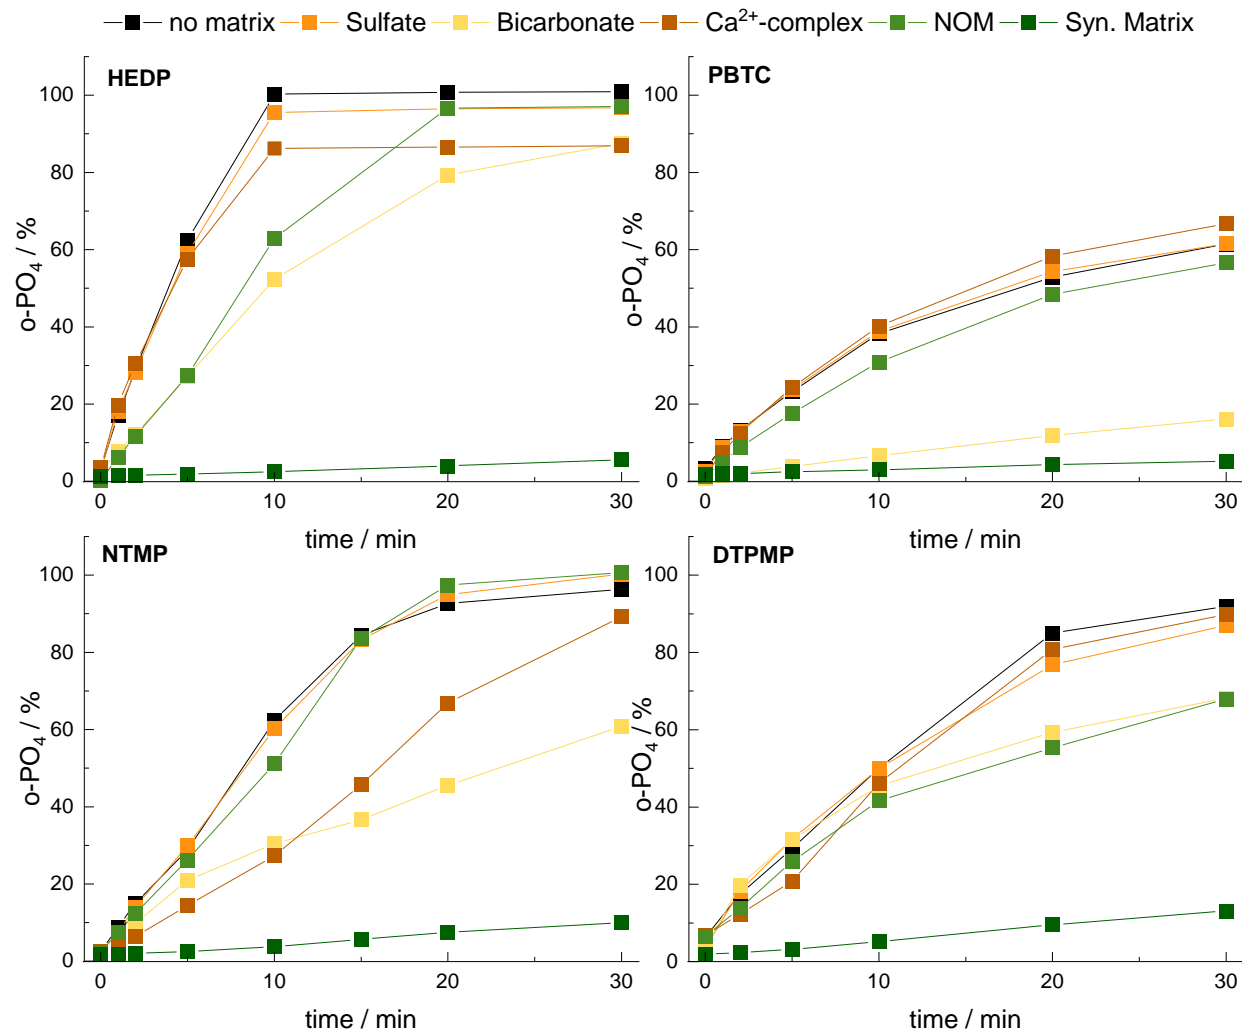 no matrix Sulfate Bicarbonate Ca²⁺-complex NOM Syn. Matrix
HEDP
100
80
60
40
20
0
o-PO₄ / %
0 10 20 30
time / min
PBTC
100
80
60
40
20
0
o-PO₄ / %
0 10 20 30
time / min
NTMP
100
80
60
40
20
0
o-PO₄ / %
0 10 20 30
time / min
DTPMP
100
80
60
40
20
0
o-PO₄ / %
0 10 20 30
time / min